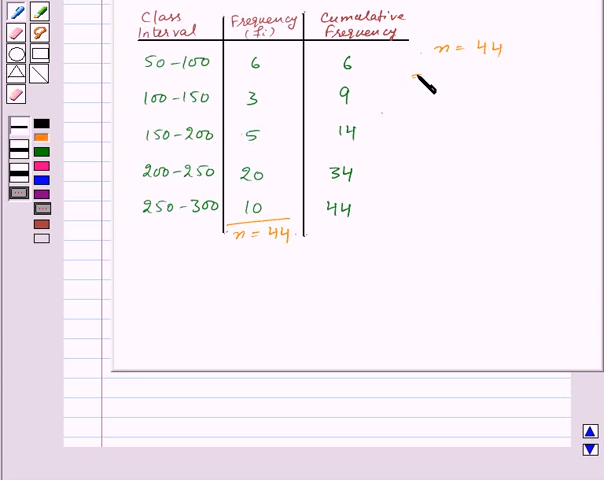 Class Interval Frequency (fi) Cumulative Frequency
50-100 6 6
100-150 3 9
150-200 5 14
200-250 20 34
250-300 10 44
n = 44
n = 44